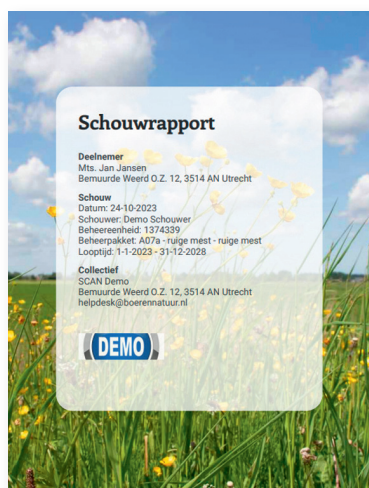 Schouwrapport
Deelnemer
Mts. Jan Jansen
Bemuurde Weerd O.Z. 12, 3514 AN Utrecht
Schouw
Datum: 24-10-2023
Schouwer: Demo Schouwer
Beheereenheid: 1374339
Beheerpakket: A07a - ruige mest - ruige mest
Looptijd: 1-1-2023 - 31-12-2028
Collectief
SCAN Demo
Bemuurde Weerd O.Z. 12, 3514 AN Utrecht
helpdesk@boerennatuur.nl
DEMO